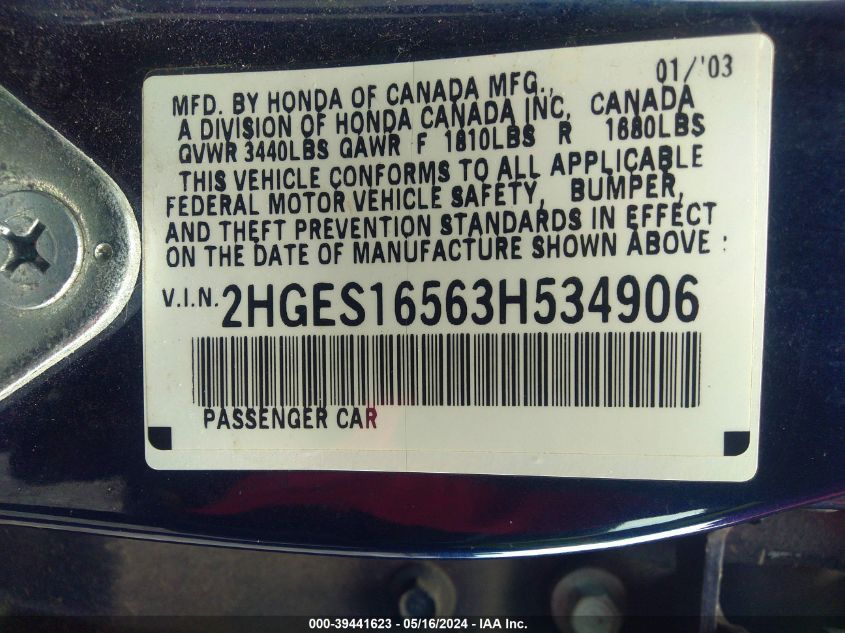 01/'03
MFD. BY HONDA OF CANADA MFG.,
A DIVISION OF HONDA CANADA INC, CANADA
GVWR 3440LBS GAWR F 1810LBS R 1680LBS
THIS VEHICLE CONFORMS TO ALL APPLICABLE
FEDERAL MOTOR VEHICLE SAFETY, BUMPER,
AND THEFT PREVENTION STANDARDS IN EFFECT
ON THE DATE OF MANUFACTURE SHOWN ABOVE :
V.I.N. 2HGES16563H534906
PASSENGER CAR
000-39441623 - 05/16/2024 - IAA Inc.